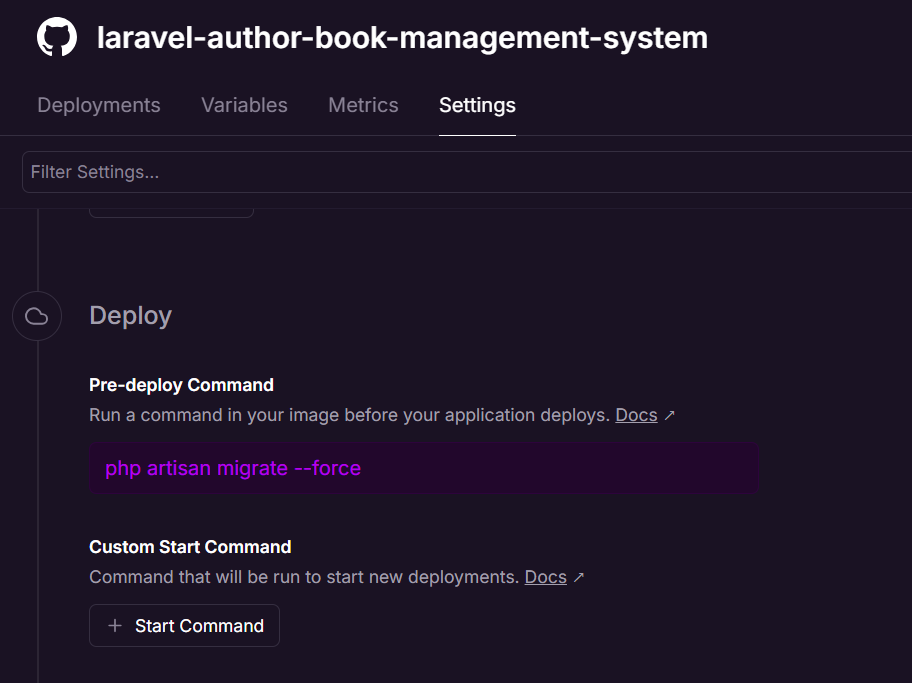 laravel-author-book-management-system
Deployments Variables Metrics Settings
Filter Settings...
Deploy
Pre-deploy Command
Run a command in your image before your application deploys. Docs ↗
php artisan migrate --force
Custom Start Command
Command that will be run to start new deployments. Docs ↗
+ Start Command